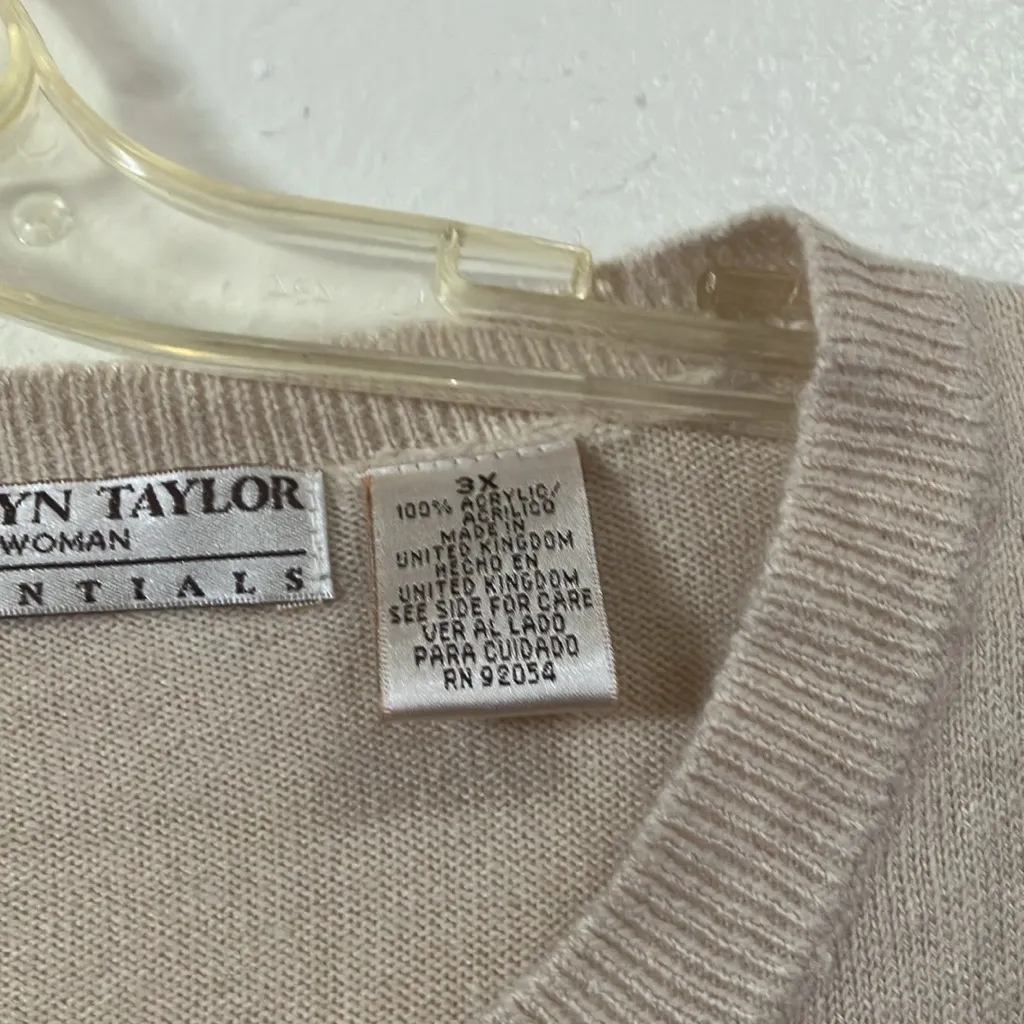 YN TAYLOR
WOMAN
NTIALS
3X
100% ACRYLIC/
ACRILICO
MADE IN
UNITED KINGDOM
HECHO EN
UNITED KINGDOM
SEE SIDE FOR CARE
VER AL LADO
PARA CUIDADO
RN 92054